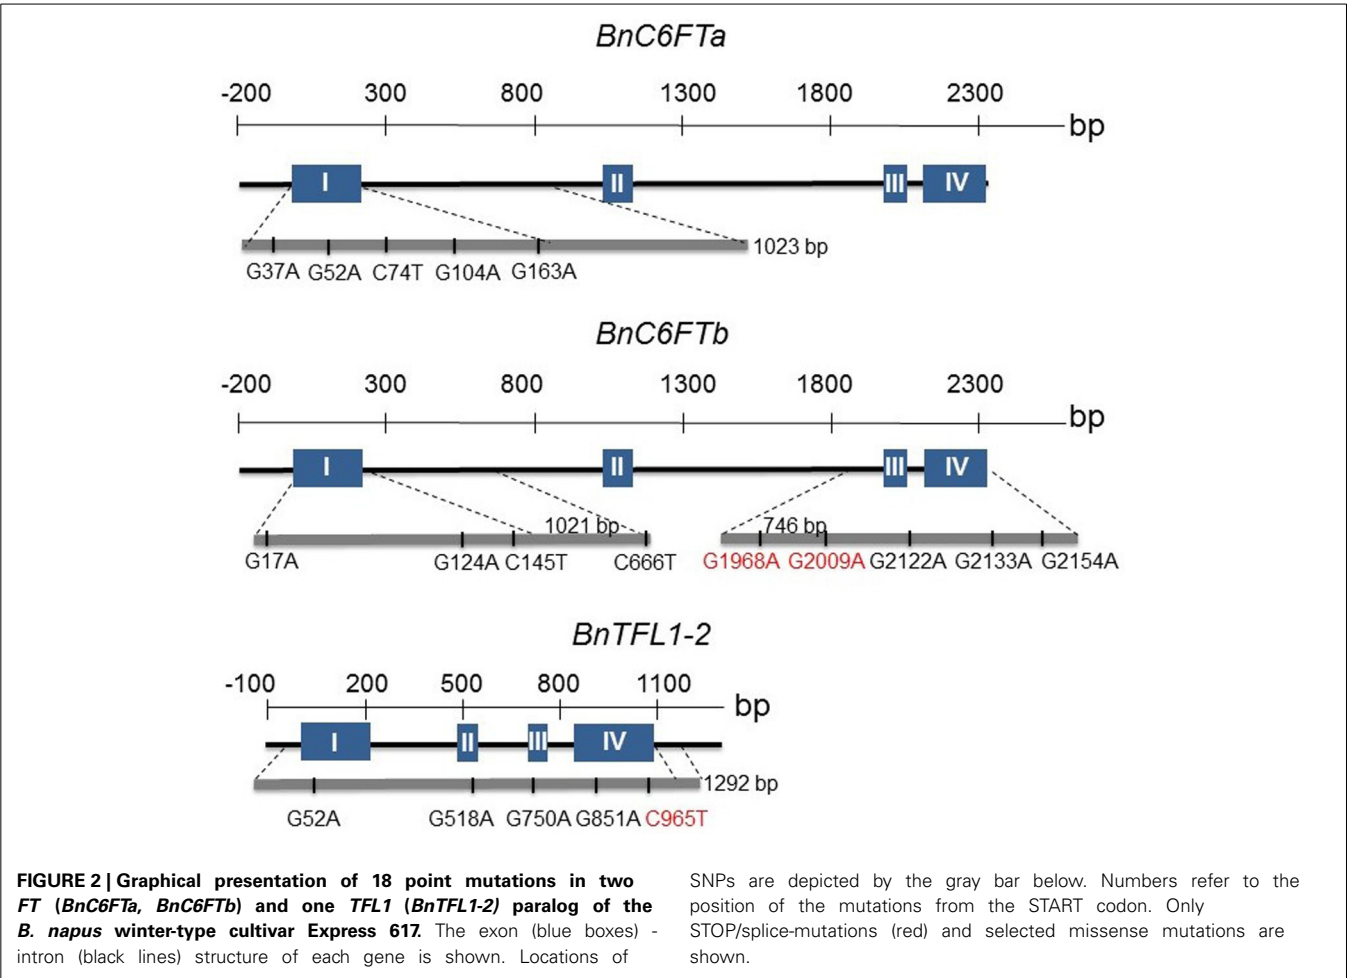 BnC6FTa
-200 300 800 1300 1800 2300
bp
I II III IV
1023 bp
G37A G52A C74T G104A G163A
BnC6FTb
-200 300 800 1300 1800 2300
bp
I II III IV
1021 bp 746 bp
G17A G124A C145T C666T G1968A G2009A G2122A G2133A G2154A
BnTFL1-2
-100 200 500 800 1100
bp
I II III IV
1292 bp
G52A G518A G750A G851A C965T
FIGURE 2 | Graphical presentation of 18 point mutations in two
FT (BnC6FTa, BnC6FTb) and one TFL1 (BnTFL1-2) paralog of the
B. napus winter-type cultivar Express 617. The exon (blue boxes) -
intron (black lines) structure of each gene is shown. Locations of
SNPs are depicted by the gray bar below. Numbers refer to the
position of the mutations from the START codon. Only
STOP/splice-mutations (red) and selected missense mutations are
shown.